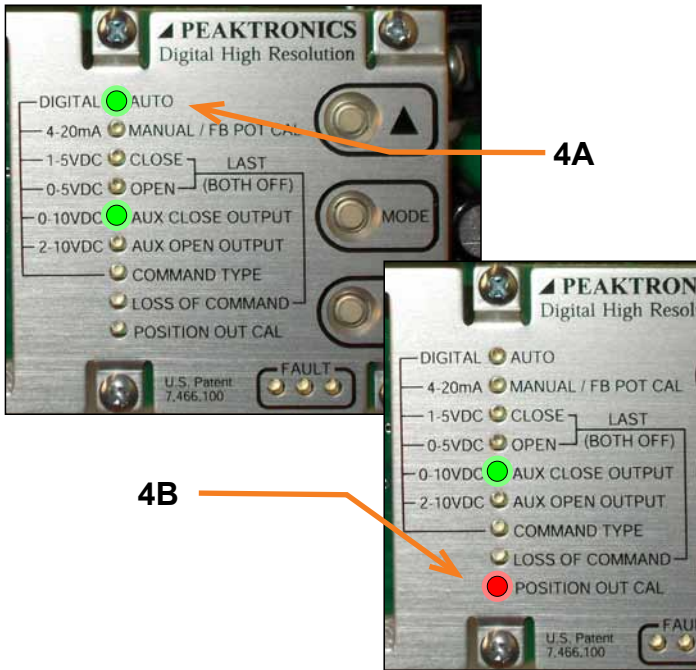 PEAKTRONICS
Digital High Resolution
DIGITAL AUTO
4-20mA MANUAL / FB POT CAL
1-5VDC CLOSE LAST
0-5VDC OPEN (BOTH OFF)
0-10VDC AUX CLOSE OUTPUT
2-10VDC AUX OPEN OUTPUT
COMMAND TYPE
LOSS OF COMMAND
POSITION OUT CAL
MODE
U.S. Patent
7,466,100
FAULT
4A
PEAKTRON
Digital High Resol
DIGITAL AUTO
4-20mA MANUAL / FB POT CAL
1-5VDC CLOSE LAST
0-5VDC OPEN (BOTH OFF)
0-10VDC AUX CLOSE OUTPUT
2-10VDC AUX OPEN OUTPUT
COMMAND TYPE
LOSS OF COMMAND
POSITION OUT CAL
U.S. Patent
7,466,100
FAU
4B